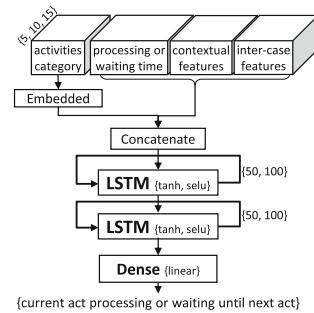 {5, 10, 15}
activities category
processing or waiting time
contextual features
inter-case features
Embedded
Concatenate
LSTM {tanh, selu}
{50, 100}
LSTM {tanh, selu}
{50, 100}
Dense {linear}
{current act processing or waiting until next act}